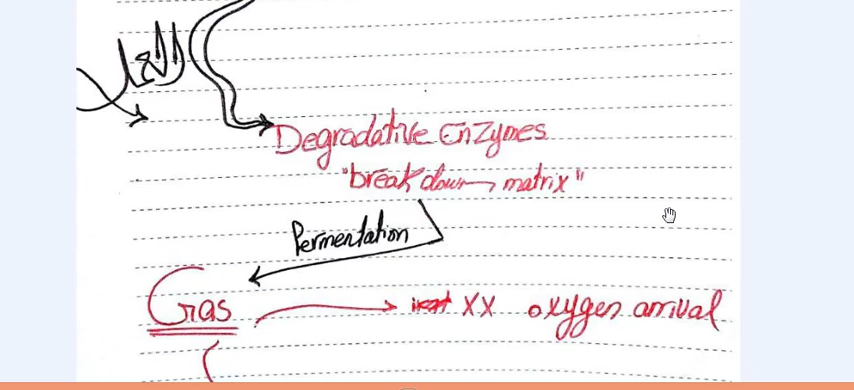 Degradative Enzymes
"break down → matrix"
Permentation
Gas → XX oxygen arrival